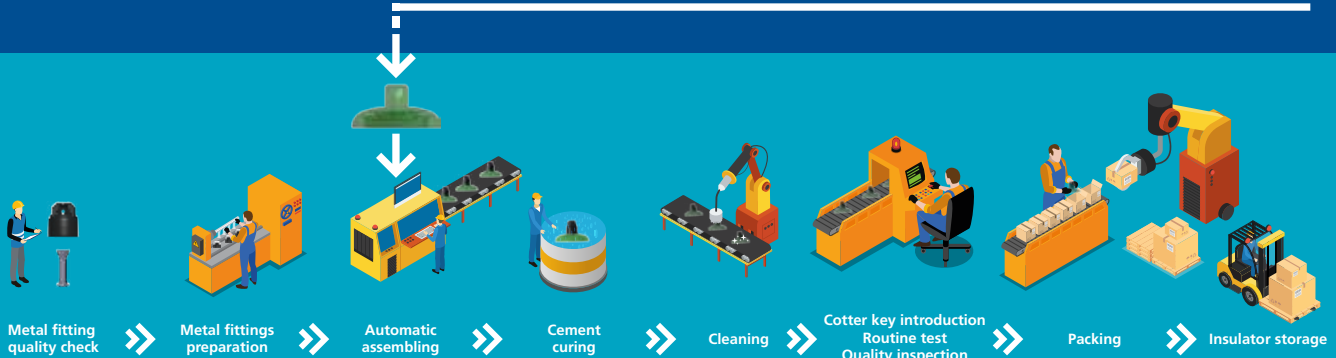 Metal fitting
quality check
Metal fittings
preparation
Automatic
assembling
Cement
curing
Cleaning
Cotter key introduction
Routine test
Quality inspection
Packing
Insulator storage